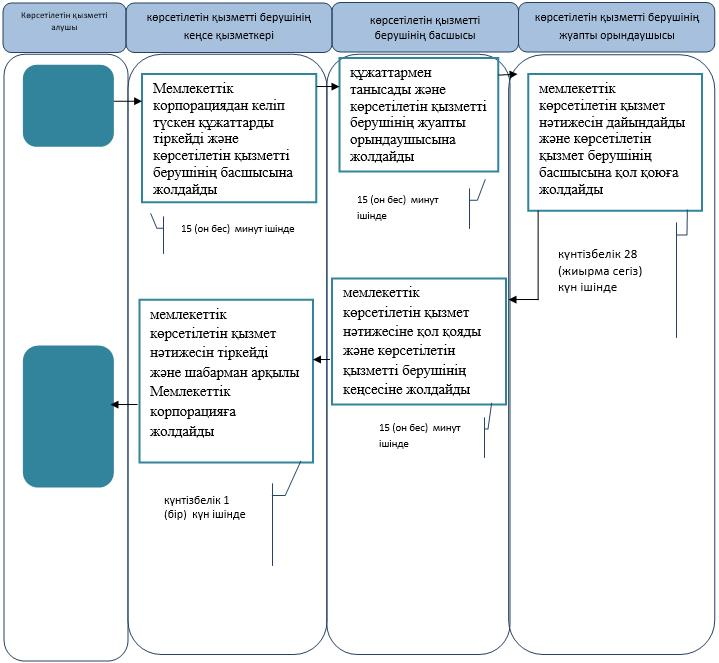 Көрсетілетін қызметті
алушы
көрсетілетін қызметті берушінің
кеңсе қызметкері
көрсетілетін қызметті
берушінің басшысы
көрсетілетін қызметті берушінің
жуапты орындаушысы
Мемлекеттік
корпорациядан келіп
түскен құжаттарды
тіркейді және
көрсетілетін қызметті
берушінің басшысына
жолдайды
15 (он бес) минут ішінде
құжаттармен
танысады және
көрсетілетін қызметті
берушінің жуапты
орындаушысына
жолдайды
15 (он бес) минут
ішінде
мемлекеттік
көрсетілетін қызмет
нәтижесін дайындайды
және көрсетілетін
қызмет берушінің
басшысына қол қоюға
жолдайды
күнтізбелік 28
(жиырма сегіз)
күн ішінде
мемлекеттік
көрсетілетін қызмет
нәтижесіне қол қояды
және көрсетілетін
қызметті берушінің
кеңсесіне жолдайды
15 (он бес) минут
ішінде
мемлекеттік
көрсетілетін қызмет
нәтижесін тіркейді
және шабарман арқылы
Мемлекеттік
корпорацияға
жолдайды
күнтізбелік 1
(бір) күн ішінде